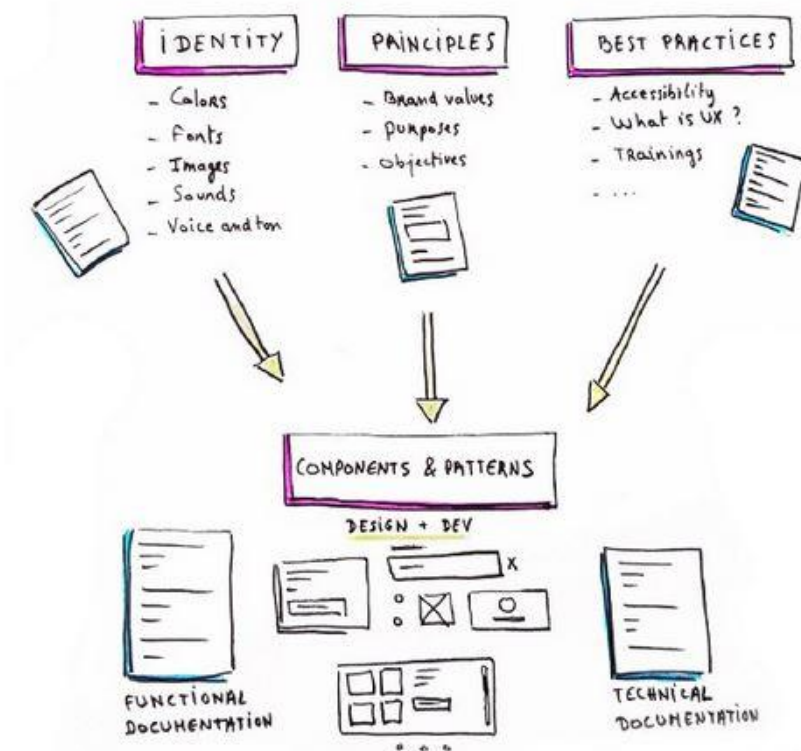 IDENTITY
- Colors
- Fonts
- Images
- Sounds
- Voice and ton
PRINCIPLES
- Brand values
- purposes
- objectives
BEST PRACTICES
- Accessibility
- What is UX ?
- TRainings
- ...
COMPONENTS & PATTERNS
DESIGN + DEV
X
FUNCTIONAL
DOCUMENTATION
TECHNICAL
DOCUMENTATION